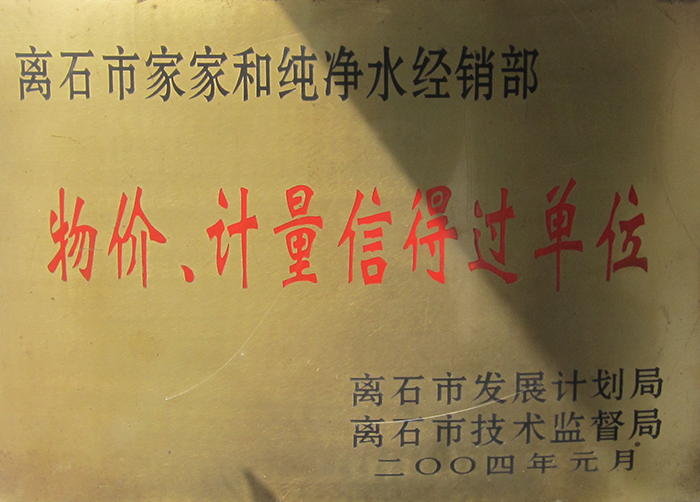 离石市家家和纯净水经销部
物价、计量信得过单位
离石市发展计划局
离石市技术监督局
二〇〇四年元月